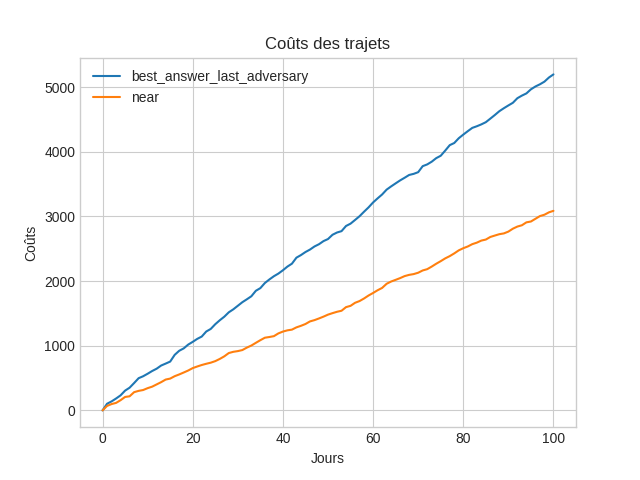 Coûts des trajets
best_answer_last_adversary
near
Coûts
5000
4000
3000
2000
1000
0
0 20 40 60 80 100
Jours